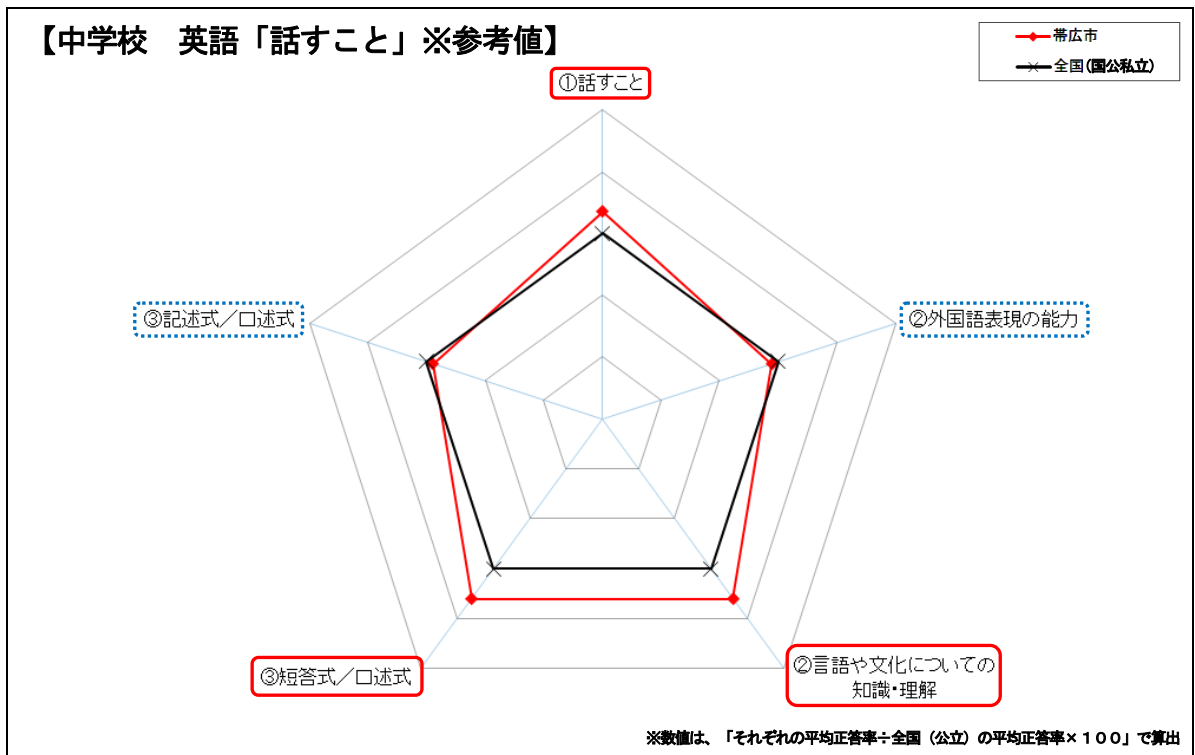 【中学校　英語「話すこと」※参考値】
帯広市
全国(国公私立)
①話すこと
③記述式／口述式
②外国語表現の能力
③短答式／口述式
②言語や文化についての
知識・理解
※数値は、「それぞれの平均正答率÷全国（公立）の平均正答率×１００」で算出